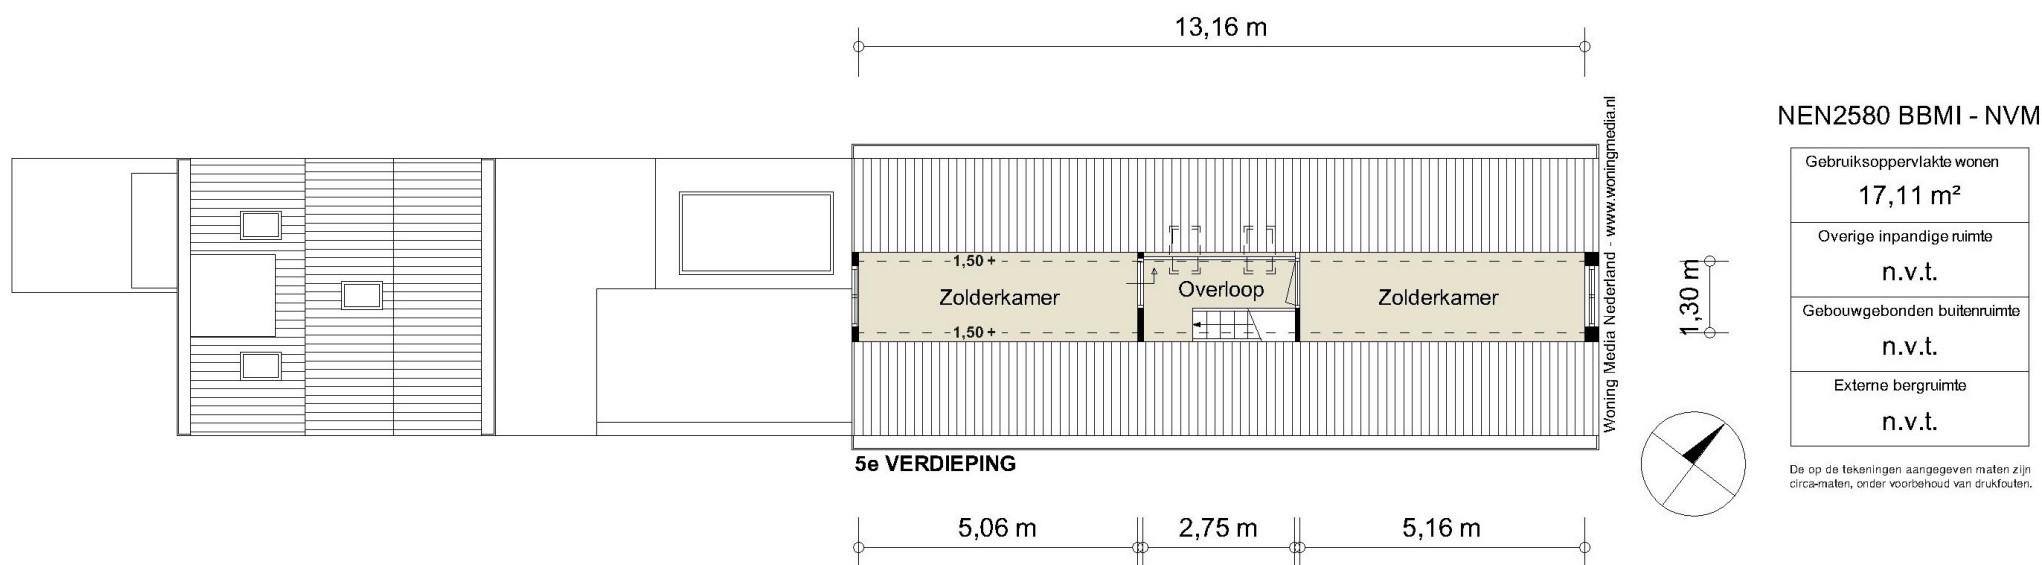 13,16 m
NEN2580 BBMI - NVM
Gebruiksoppervlakte wonen
17,11 m²
Overige inpandige ruimte
n.v.t.
Gebouwgebonden buitenruimte
n.v.t.
Externe bergruimte
n.v.t.
De op de tekeningen aangegeven maten zijn
circa-maten, onder voorbehoud van drukfouten.
Woning Media Nederland - www.woningmedia.nl
1,30 m
1,50 +
Zolderkamer
Overloop
Zolderkamer
1,50 +
5e VERDIEPING
5,06 m
2,75 m
5,16 m